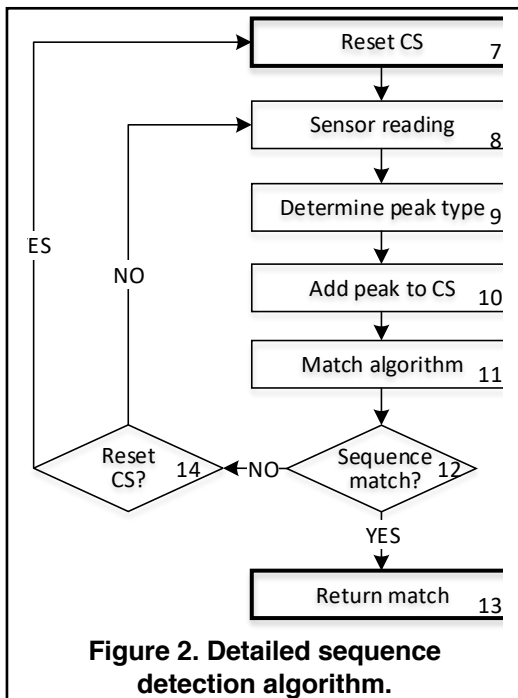 Reset CS
7
Sensor reading
8
Determine peak type
9
ES
NO
Add peak to CS
10
Match algorithm
11
Reset
CS?
14
NO
Sequence
match?
12
YES
Return match
13
Figure 2. Detailed sequence
detection algorithm.